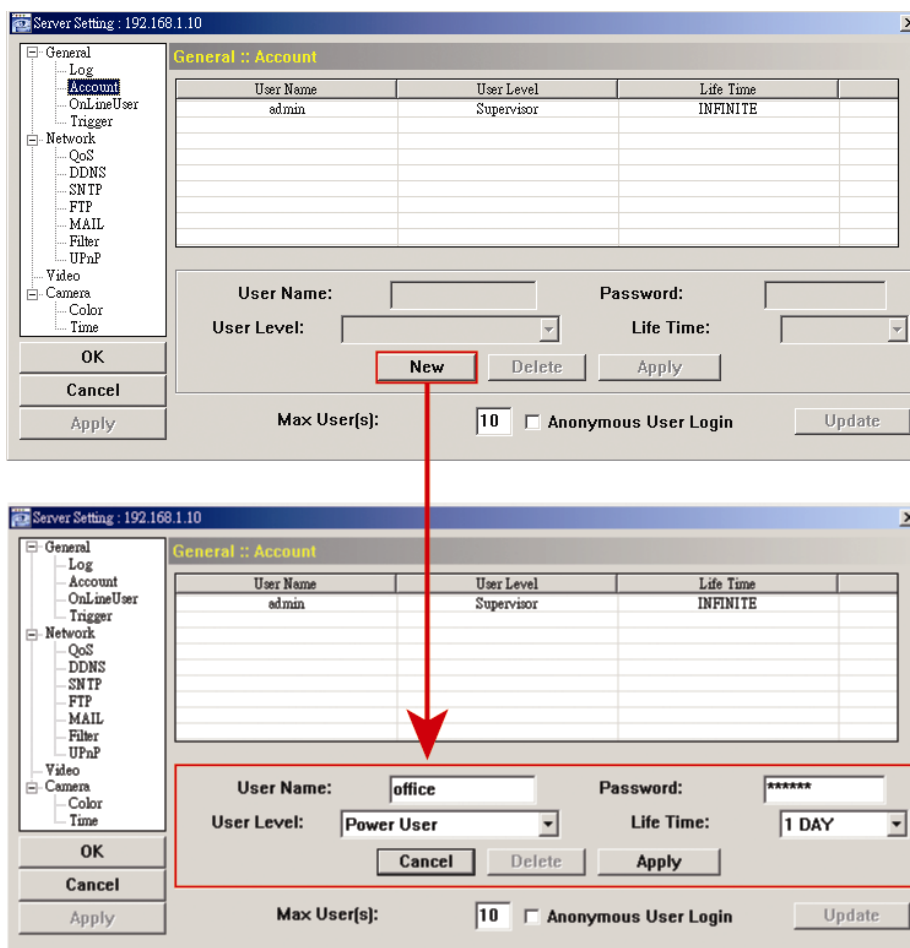 Server Setting : 192.168.1.10
General
Log
Account
OnLineUser
Trigger
Network
QoS
DDNS
SNTP
FTP
MAIL
Filter
UPnP
Video
Camera
Color
Time
OK
Cancel
Apply
General :: Account
User Name User Level Life Time
admin Supervisor INFINITE
User Name: Password:
User Level: Life Time:
New Delete Apply
Max User(s): 10 Anonymous User Login Update
Server Setting : 192.168.1.10
General
Log
Account
OnLineUser
Trigger
Network
QoS
DDNS
SNTP
FTP
MAIL
Filter
UPnP
Video
Camera
Color
Time
OK
Cancel
Apply
General :: Account
User Name User Level Life Time
admin Supervisor INFINITE
User Name: office Password: ******
User Level: Power User Life Time: 1 DAY
Cancel Delete Apply
Max User(s): 10 Anonymous User Login Update